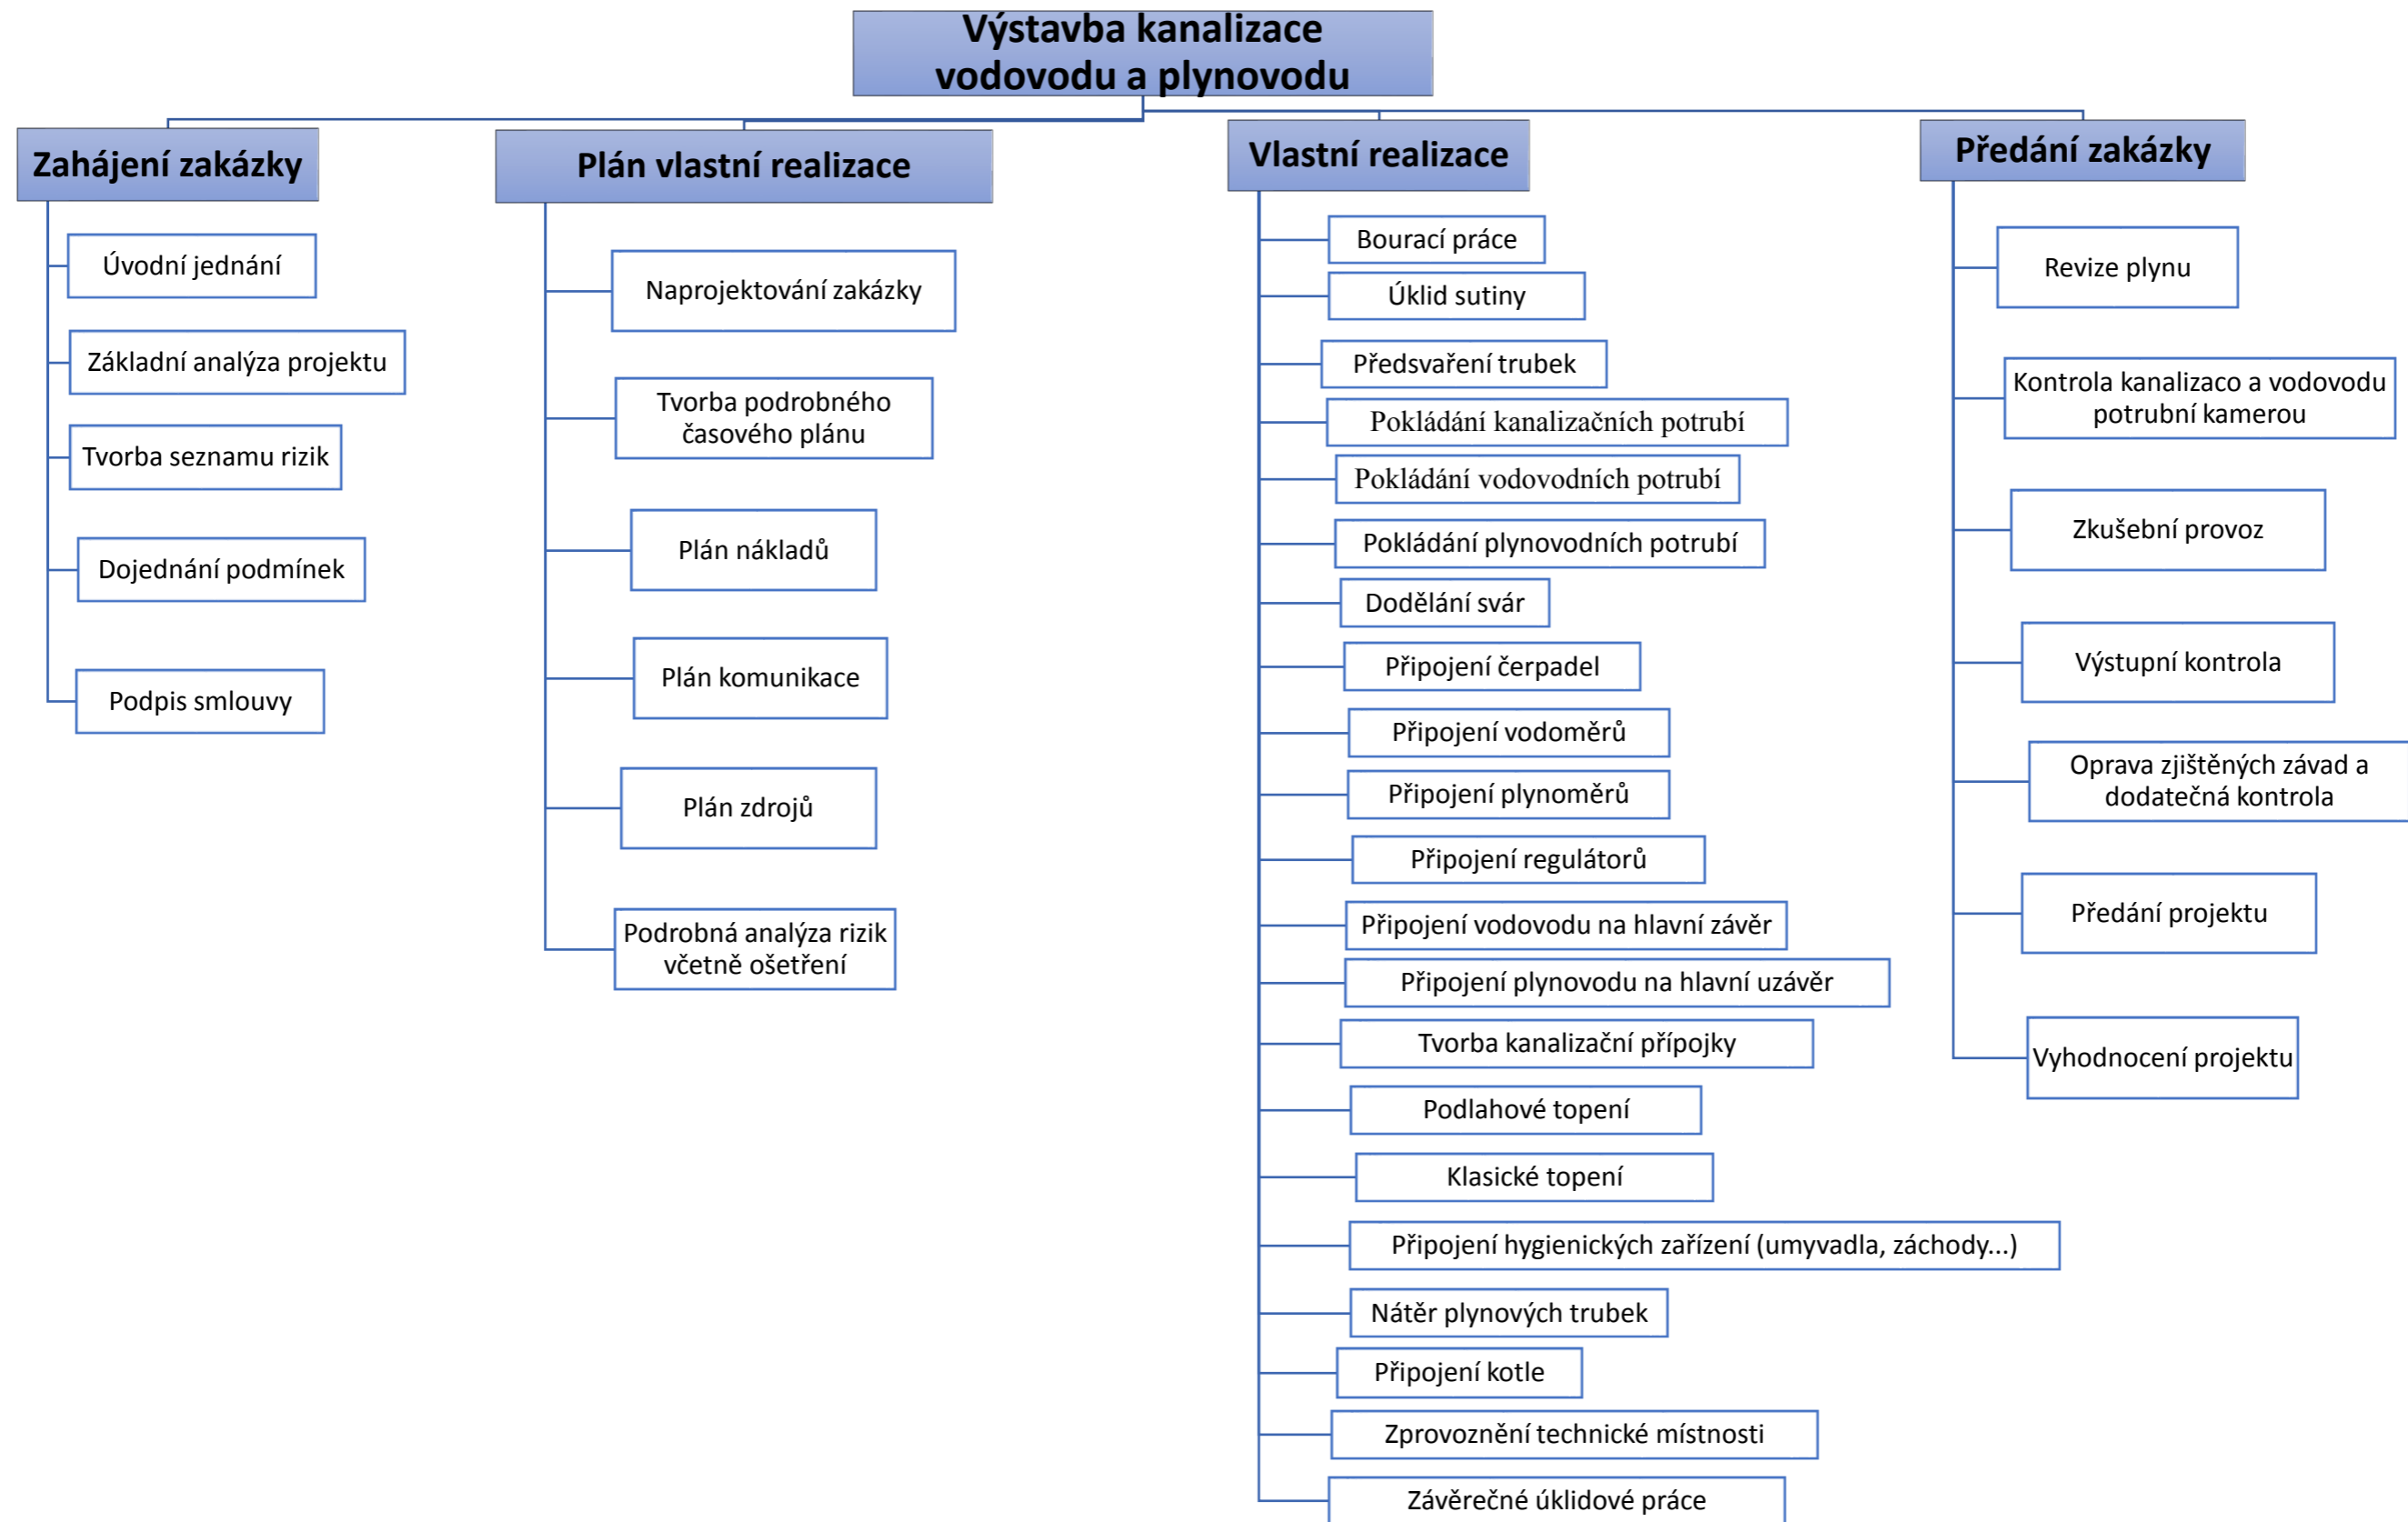 Výstavba kanalizace
vodovodu a plynovodu
Zahájení zakázky
Úvodní jednání
Základní analýza projektu
Tvorba seznamu rizik
Dojednání podmínek
Podpis smlouvy
Plán vlastní realizace
Naprojektování zakázky
Tvorba podrobného
časového plánu
Plán nákladů
Plán komunikace
Plán zdrojů
Podrobná analýza rizik
včetně ošetření
Vlastní realizace
Bourací práce
Úklid sutiny
Předsvaření trubek
Pokládání kanalizačních potrubí
Pokládání vodovodních potrubí
Pokládání plynovodních potrubí
Dodělání svár
Připojení čerpadel
Připojení vodoměrů
Připojení plynoměrů
Připojení regulátorů
Připojení vodovodu na hlavní závěr
Připojení plynovodu na hlavní uzávěr
Tvorba kanalizační přípojky
Podlahové topení
Klasické topení
Připojení hygienických zařízení (umyvadla, záchody...)
Nátěr plynových trubek
Připojení kotle
Zprovoznění technické místnosti
Závěrečné úklidové práce
Předání zakázky
Revize plynu
Kontrola kanalizaco a vodovodu
potrubní kamerou
Zkušební provoz
Výstupní kontrola
Oprava zjištěných závad a
dodatečná kontrola
Předání projektu
Vyhodnocení projektu